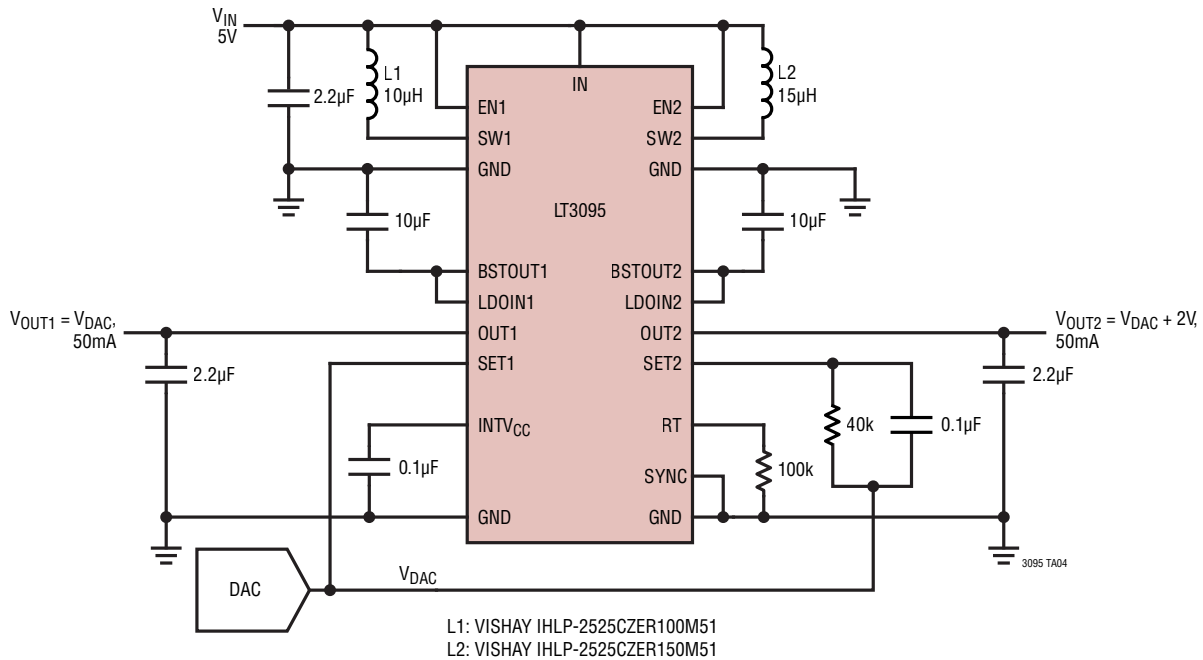 VIN
5V
L1
10µH
2.2µF
IN
EN1
EN2
L2
15µH
SW1
SW2
GND
GND
LT3095
10µF
10µF
BSTOUT1
BSTOUT2
LDOIN1
LDOIN2
VOUT1 = VDAC,
50mA
OUT1
OUT2
VOUT2 = VDAC + 2V,
50mA
2.2µF
SET1
SET2
2.2µF
INTVCC
RT
40k
0.1µF
0.1µF
SYNC
100k
GND
GND
3095 TA04
DAC
VDAC
L1: VISHAY IHLP-2525CZER100M51
L2: VISHAY IHLP-2525CZER150M51